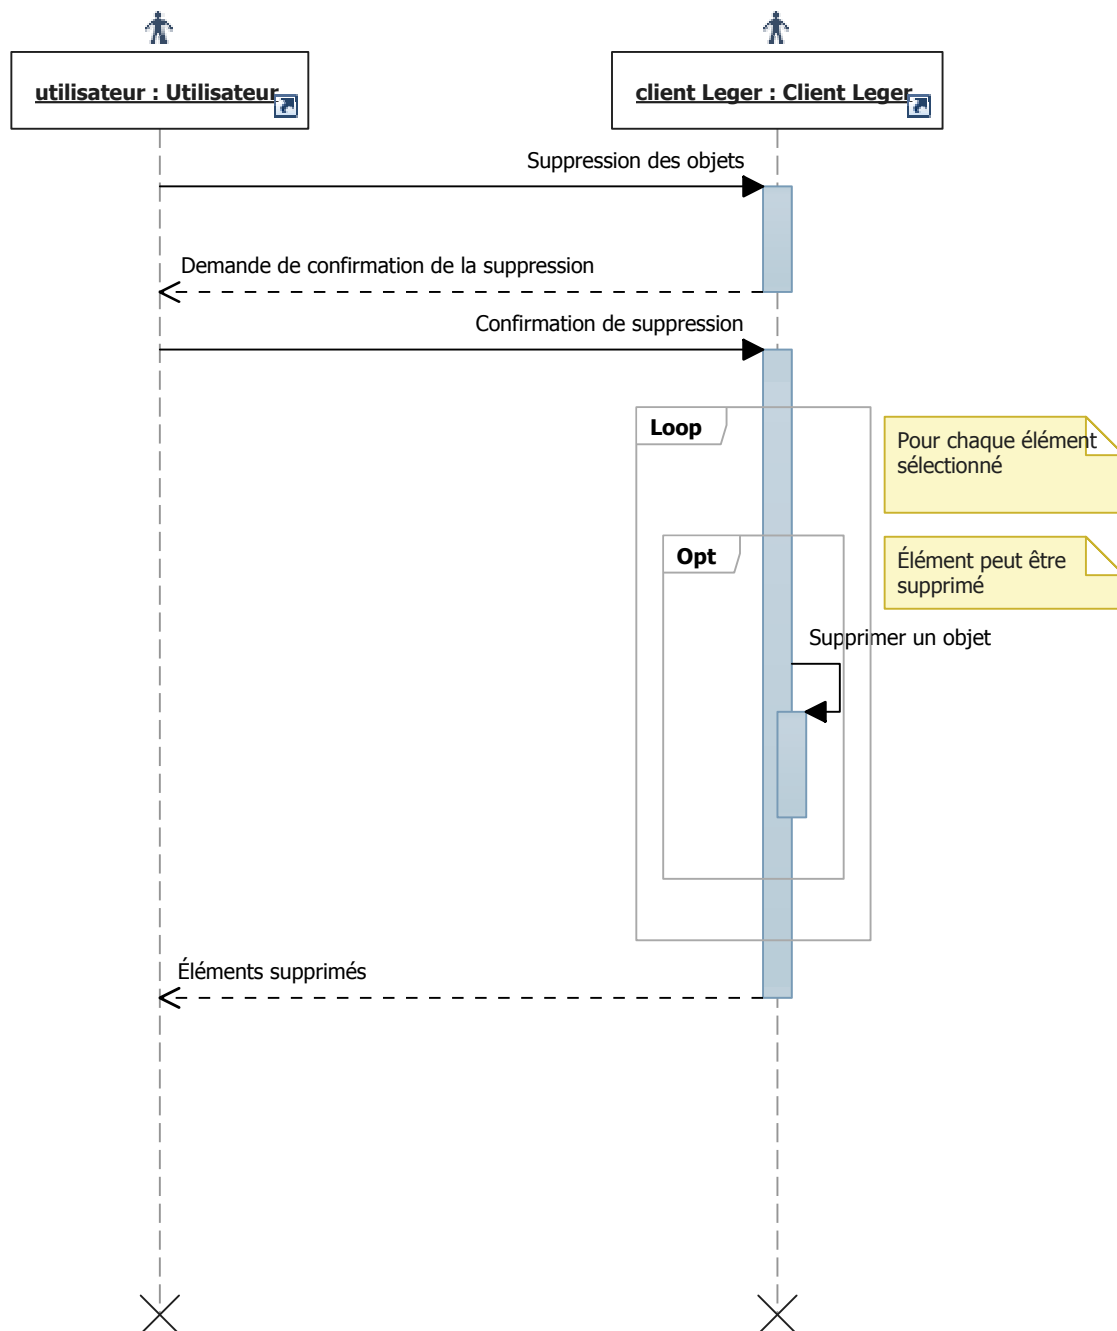 utilisateur : Utilisateur
client Leger : Client Leger
Suppression des objets
Demande de confirmation de la suppression
Confirmation de suppression
Loop
Pour chaque élément
sélectionné
Opt
Élément peut être
supprimé
Supprimer un objet
Éléments supprimés